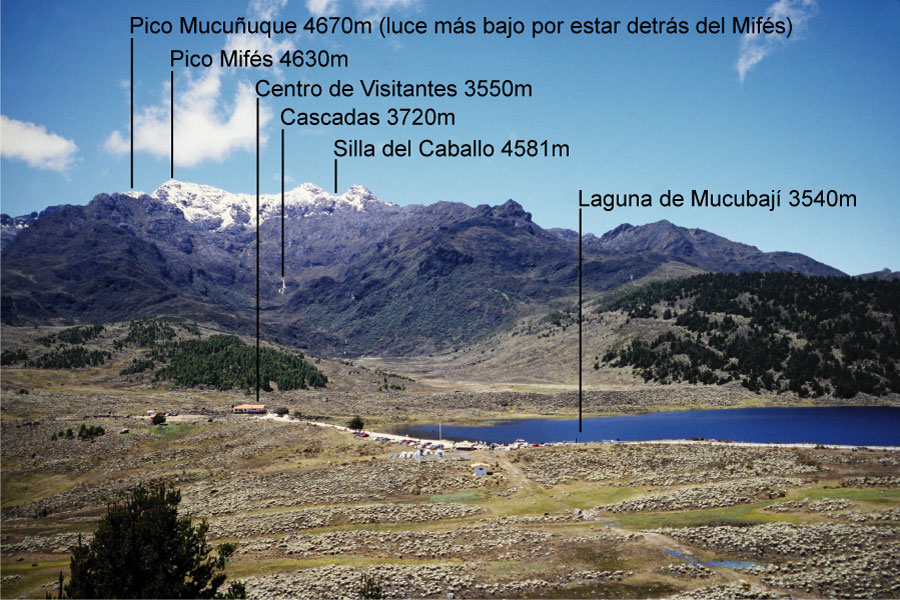 Pico Mucuñuque 4670m (luce más bajo por estar detrás del Mifés)
Pico Mifés 4630m
Centro de Visitantes 3550m
Cascadas 3720m
Silla del Caballo 4581m
Laguna de Mucubají 3540m